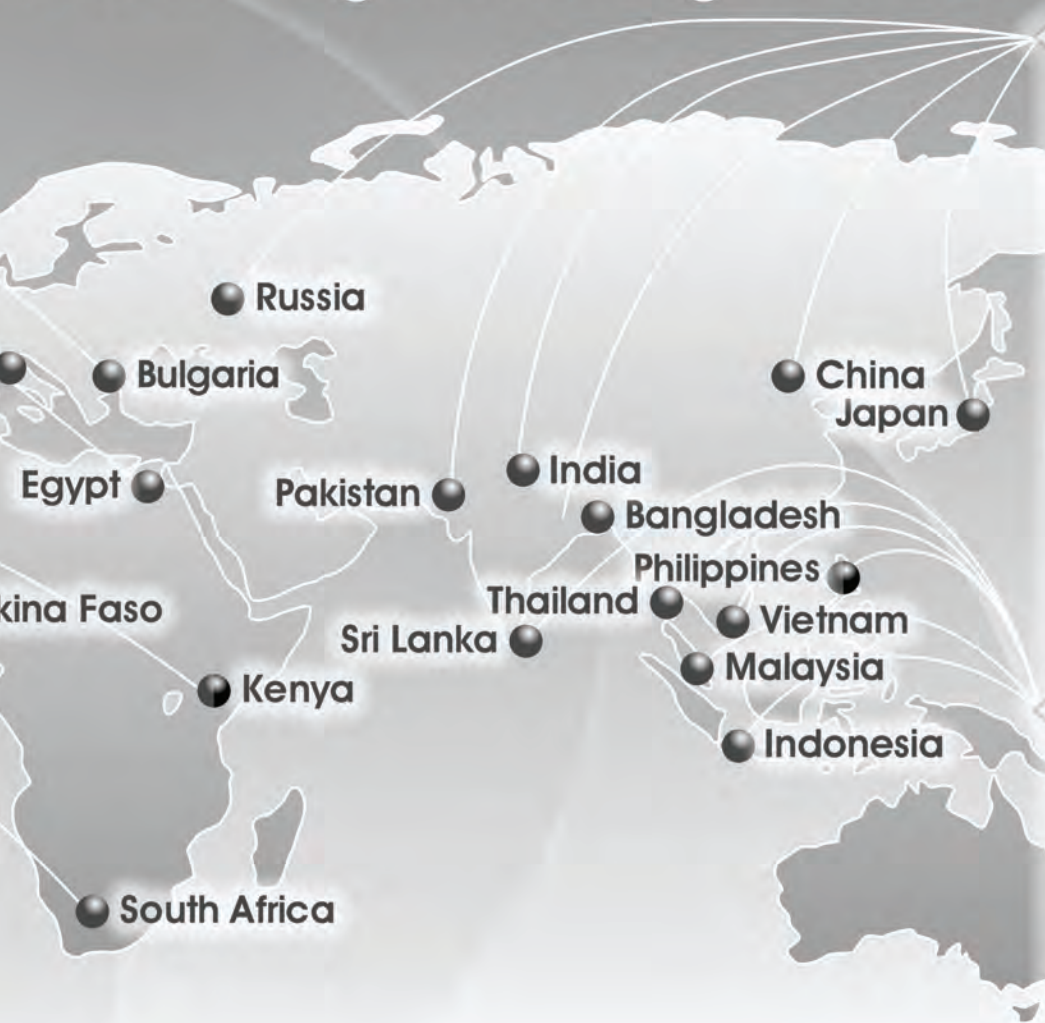 Russia
Bulgaria
China
Japan
Egypt
Pakistan
India
Bangladesh
Philippines
Thailand
kina Faso
Vietnam
Sri Lanka
Malaysia
Kenya
Indonesia
South Africa